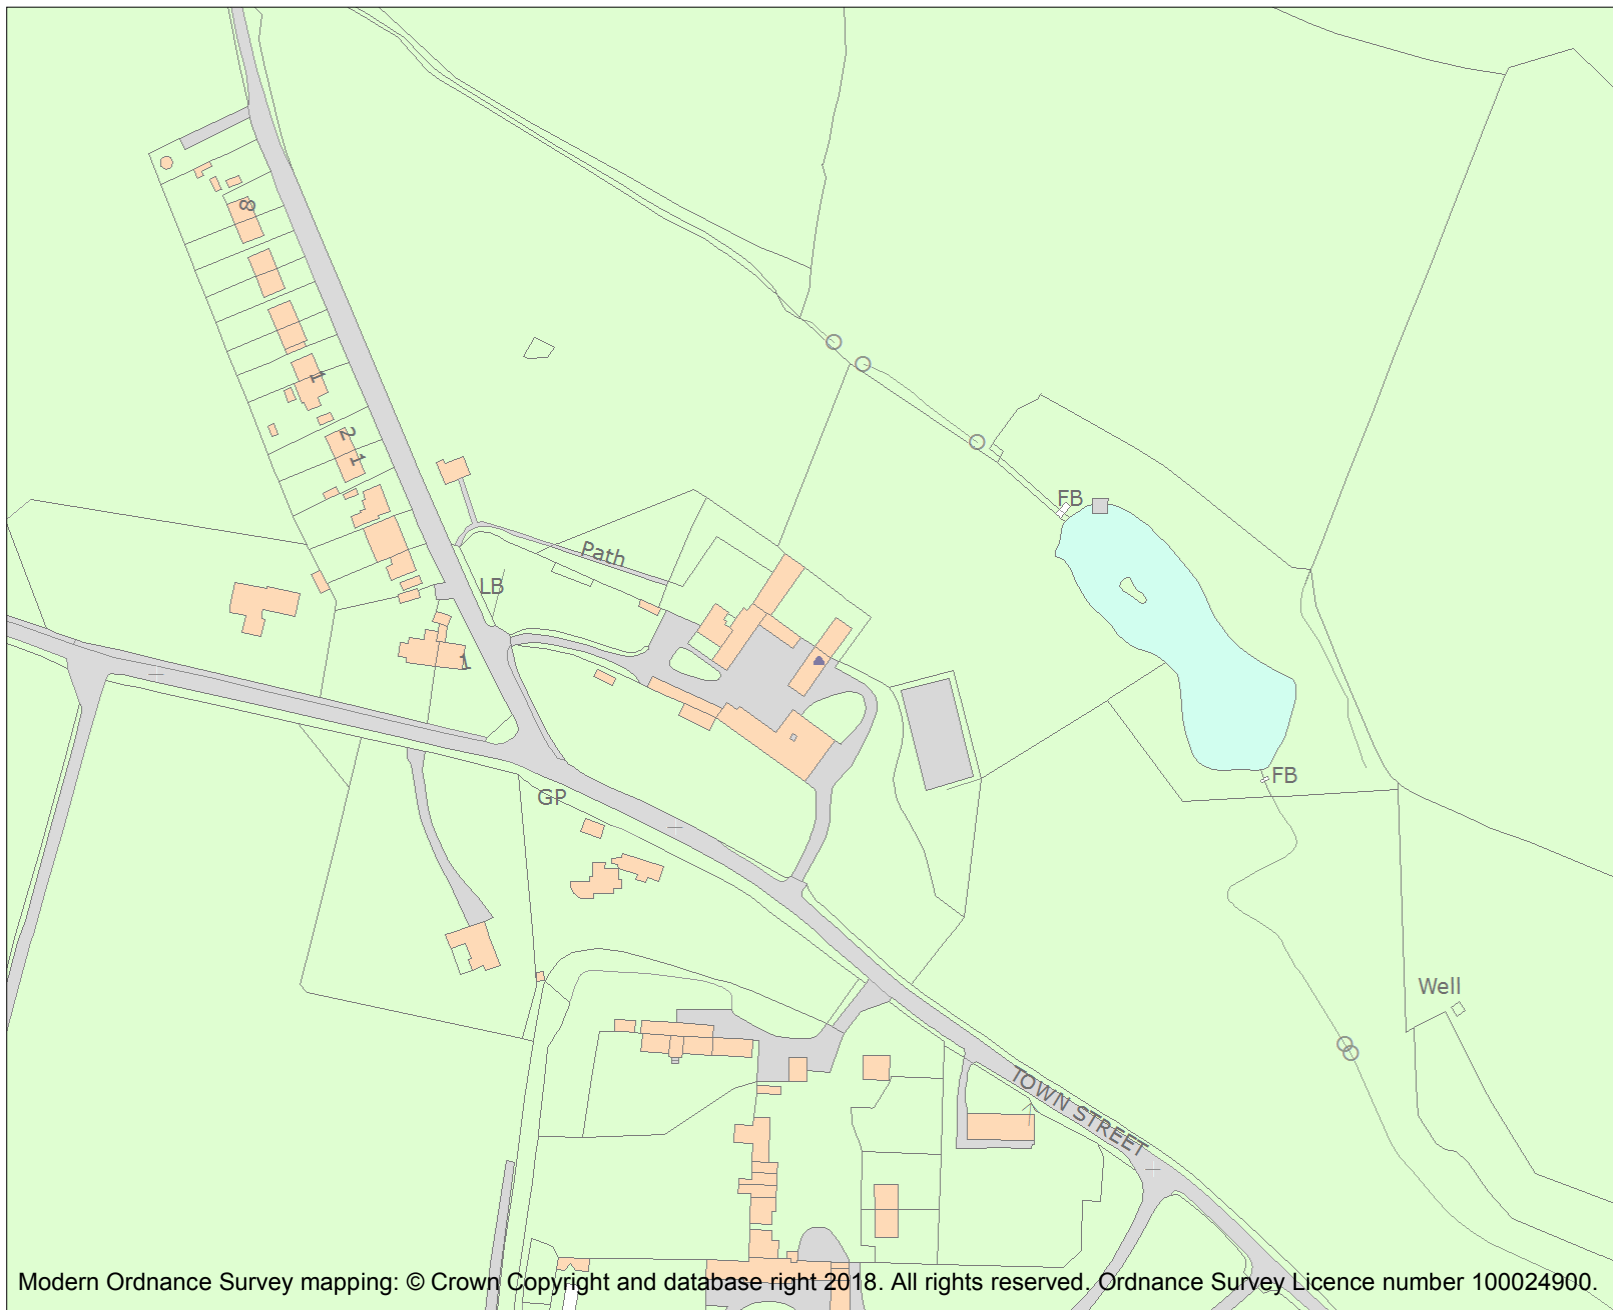 8
1
2
1
FB
Path
LB
1
FB
GP
Well
TOWN STREET
Modern Ordnance Survey mapping: © Crown Copyright and database right 2018. All rights reserved. Ordnance Survey Licence number 100024900.